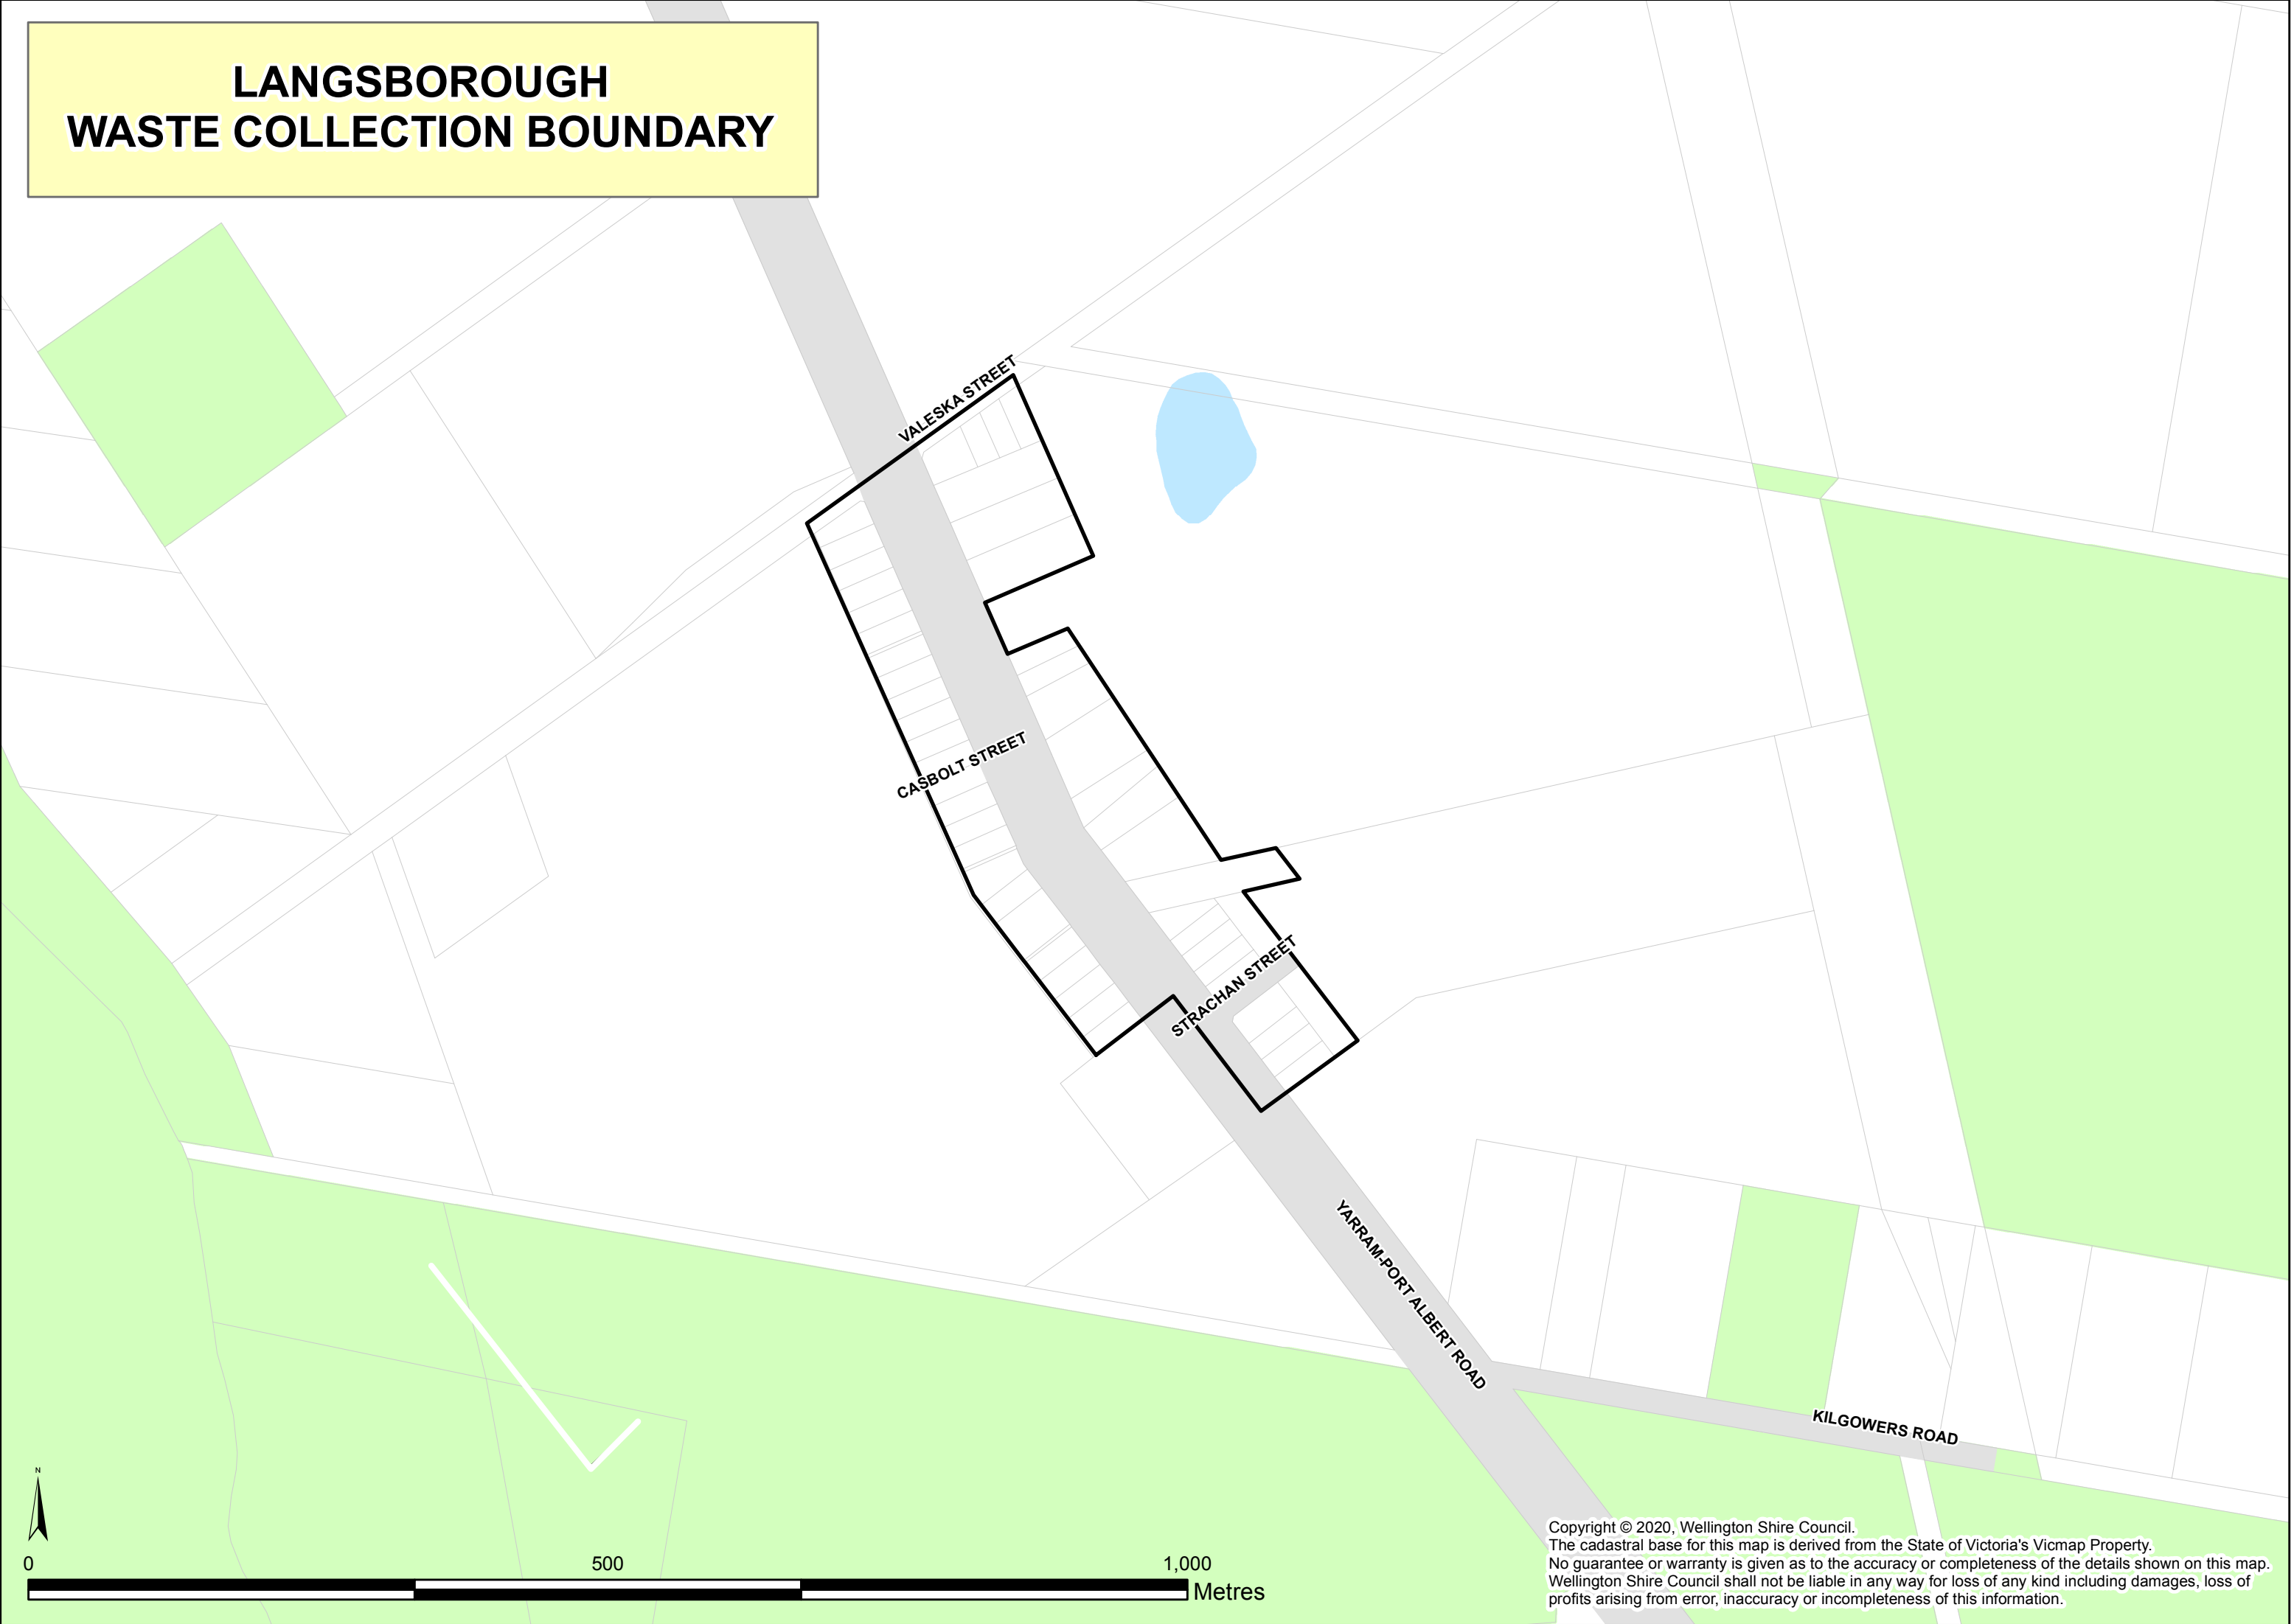 LANGSBOROUGH
WASTE COLLECTION BOUNDARY
VALESKA STREET
CASBOLT STREET
STRACHAN STREET
YARRAM-PORT ALBERT ROAD
KILGOWERS ROAD
N
0 500 1,000
Metres
Copyright © 2020, Wellington Shire Council.
The cadastral base for this map is derived from the State of Victoria's Vicmap Property.
No guarantee or warranty is given as to the accuracy or completeness of the details shown on this map.
Wellington Shire Council shall not be liable in any way for loss of any kind including damages, loss of
profits arising from error, inaccuracy or incompleteness of this information.